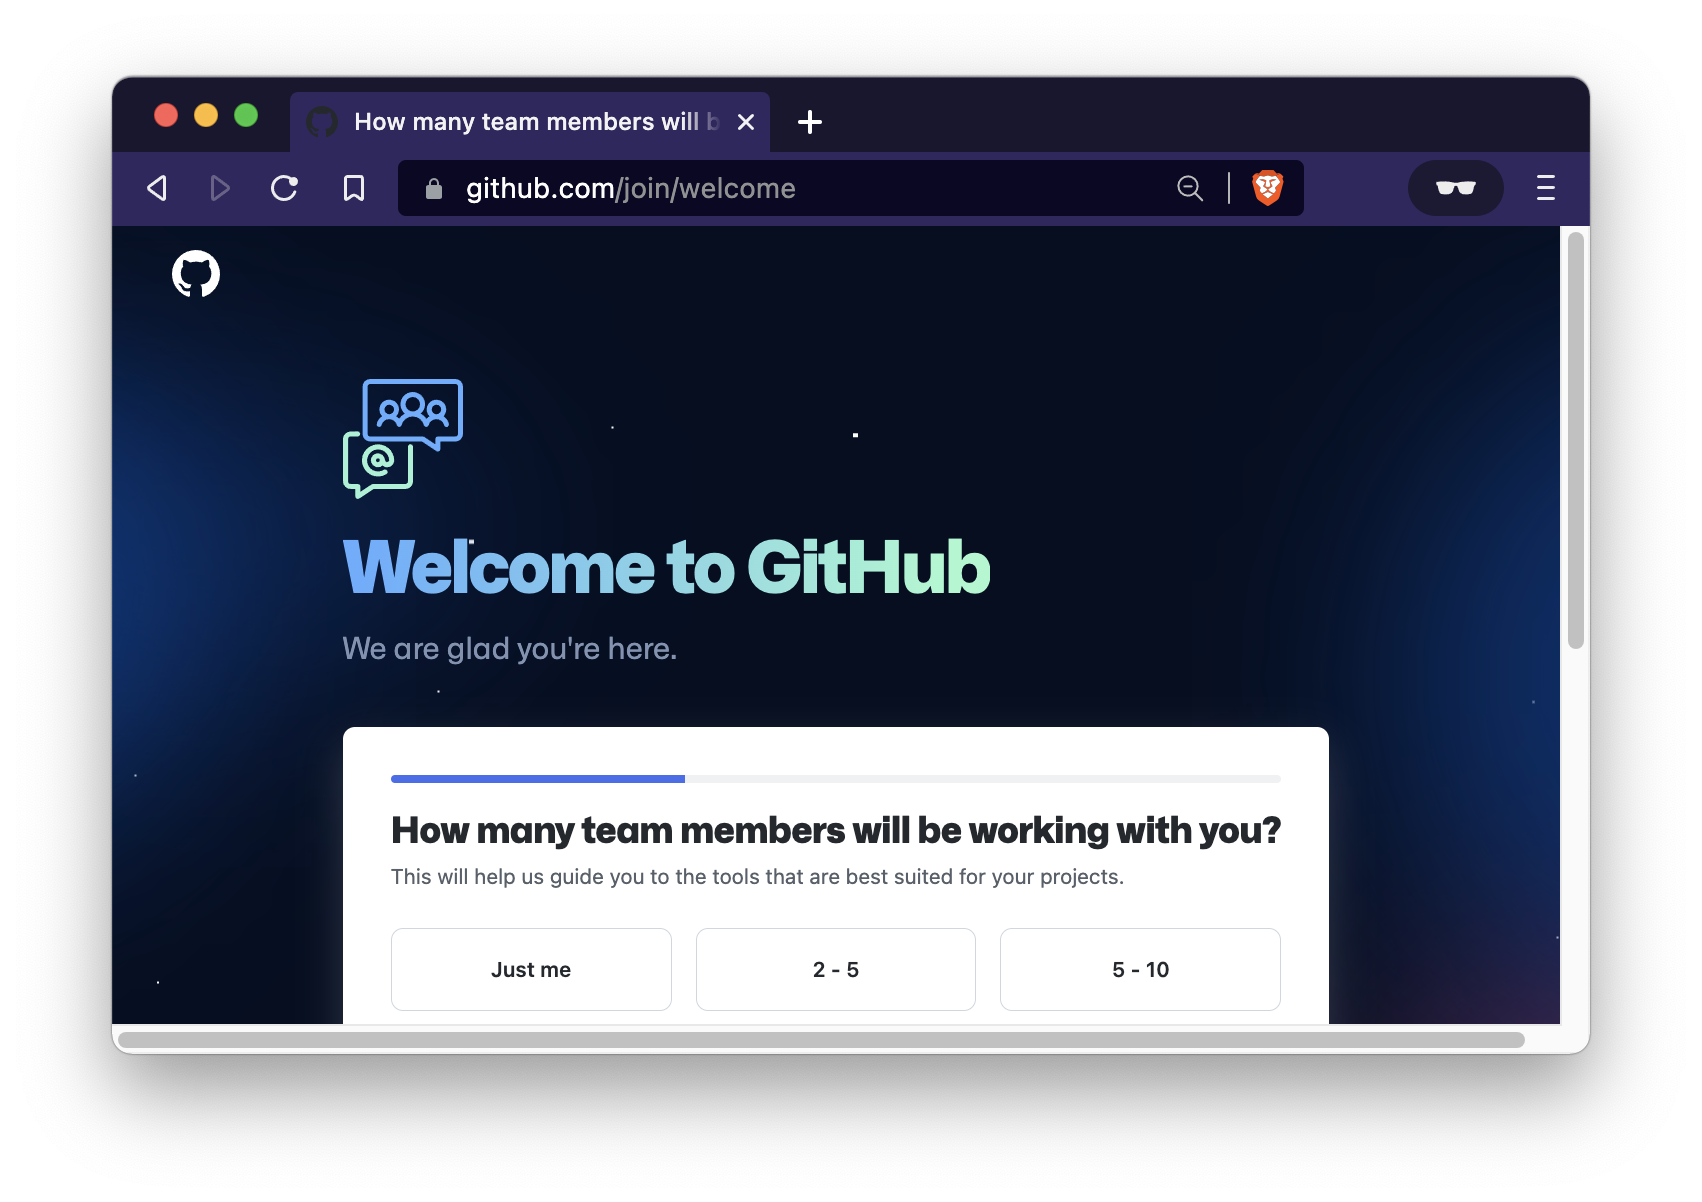 How many team members will b
github.com/join/welcome
@
Welcome to GitHub
We are glad you're here.
How many team members will be working with you?
This will help us guide you to the tools that are best suited for your projects.
Just me
2 - 5
5 - 10